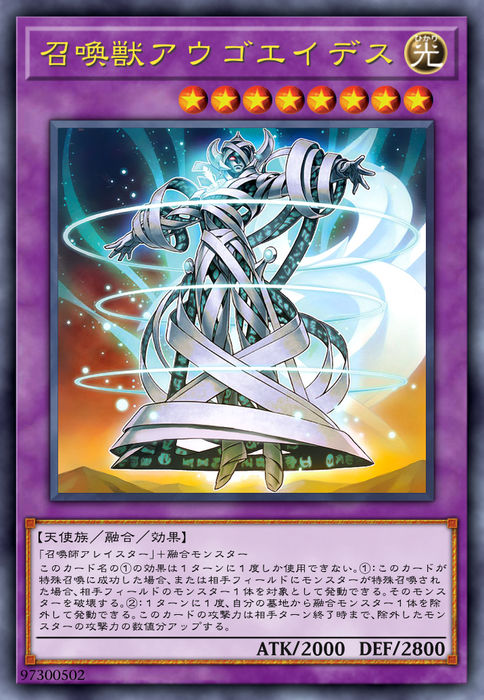 召喚獣アウゴエイデス
光
ひかり
【天使族／融合／効果】
「召喚師アレイスター」＋融合モンスター
このカード名の①の効果は１ターンに１度しか使用できない。①：このカードが
特殊召喚に成功した場合、または相手フィールドにモンスターが特殊召喚され
た場合、相手フィールドのモンスター１体を対象として発動できる。そのモンス
ターを破壊する。②：１ターンに１度、自分の墓地から融合モンスター１体を除
外して発動できる。このカードの攻撃力は相手ターン終了時まで、除外したモ
ンスターの攻撃力の数値分アップする。
ATK/2000 DEF/2800
97300502